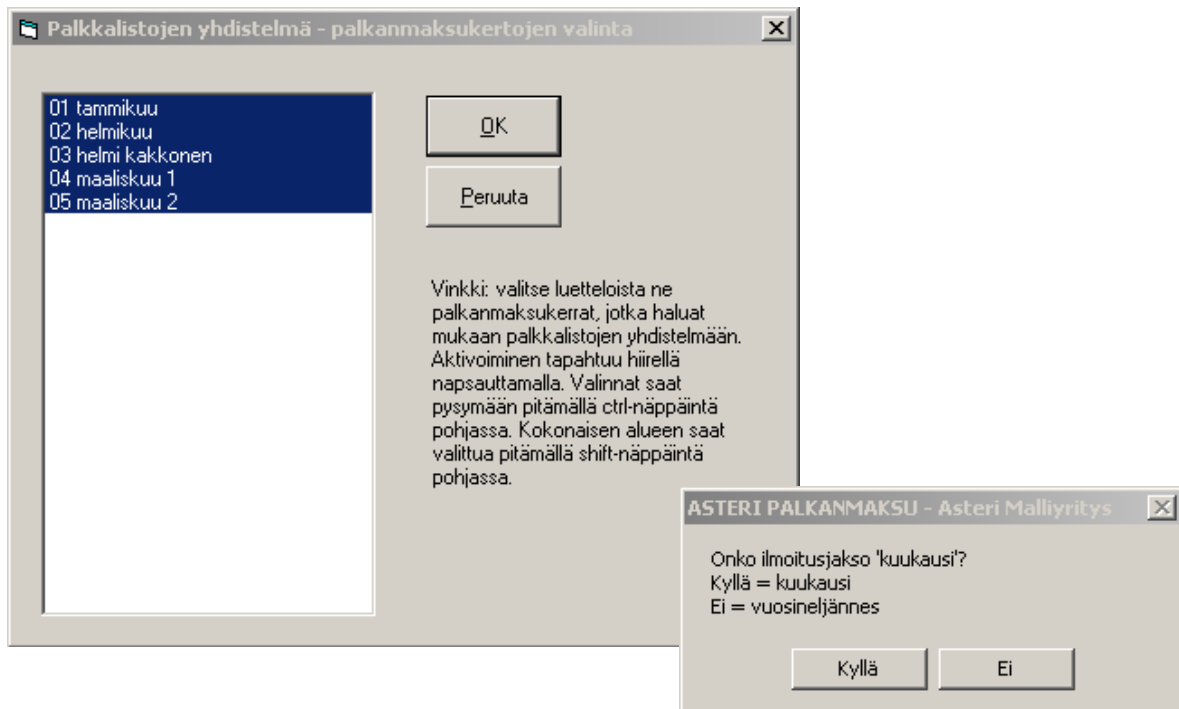 Palkkalistojen yhdistelmä - palkanmaksukertojen valinta
01 tammikuu
02 helmikuu
03 helmi kakkonen
04 maaliskuu 1
05 maaliskuu 2
OK
Peruuta
Vinkki: valitse luetteloista ne
palkanmaksukerrat, jotka haluat
mukaan palkkalistojen yhdistelmään.
Aktivoiminen tapahtuu hiirellä
napsauttamalla. Valinnat saat
pysymään pitämällä ctrl-näppäintä
pohjassa. Kokonaisen alueen saat
valittua pitämällä shift-näppäintä
pohjassa.
ASTERI PALKANMAKSU - Asteri Malliyritys
Onko ilmoitusjakso 'kuukausi'?
Kyllä = kuukausi
Ei = vuosineljännes
Kyllä
Ei